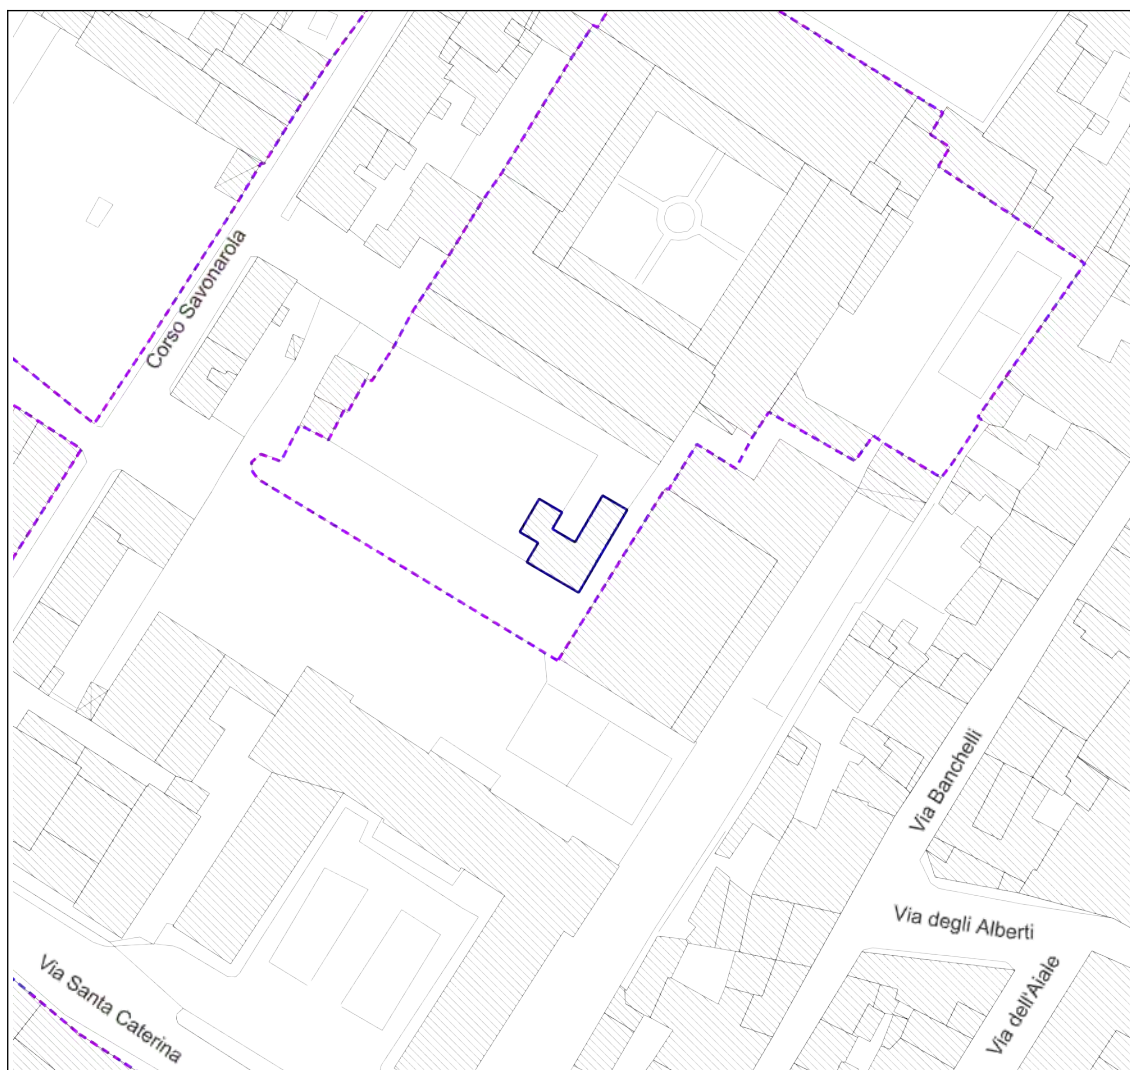 Corso Savonarola
Via Banchelli
Via degli Alberti
Via Santa Caterina
Via dell'Aiale